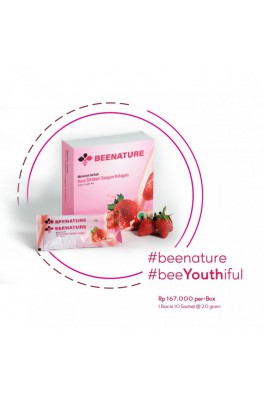 BEENATURE
Minuman Serbuk
Rasa Stroberi Dengan Kolagen
BEENATURE
BEENATURE
#beenature
#beeYouthiful
Rp 167.000 per-Box
1 Box isi 10 Sachet @ 20 gram